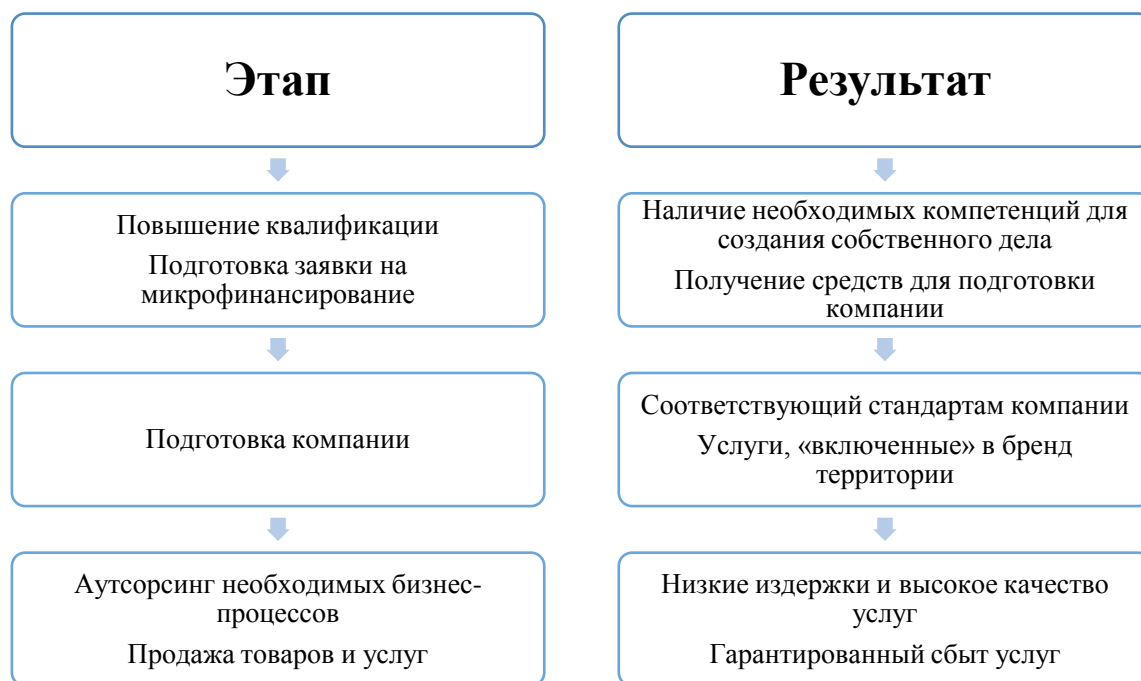 Этап
Результат
Повышение квалификации
Подготовка заявки на
микрофинансирование
Наличие необходимых компетенций для
создания собственного дела
Получение средств для подготовки
компании
Подготовка компании
Соответствующий стандартам компании
Услуги, «включенные» в бренд
территории
Аутсорсинг необходимых бизнес-
процессов
Продажа товаров и услуг
Низкие издержки и высокое качество
услуг
Гарантированный сбыт услуг